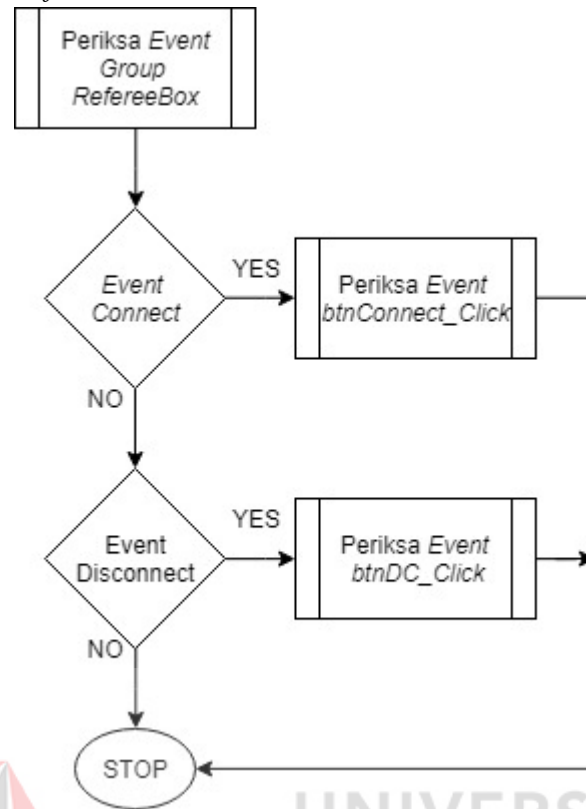 Periksa Event
Group
RefereeBox
Event
Connect
YES
Periksa Event
btnConnect_Click
NO
Event
Disconnect
YES
Periksa Event
btnDC_Click
NO
STOP